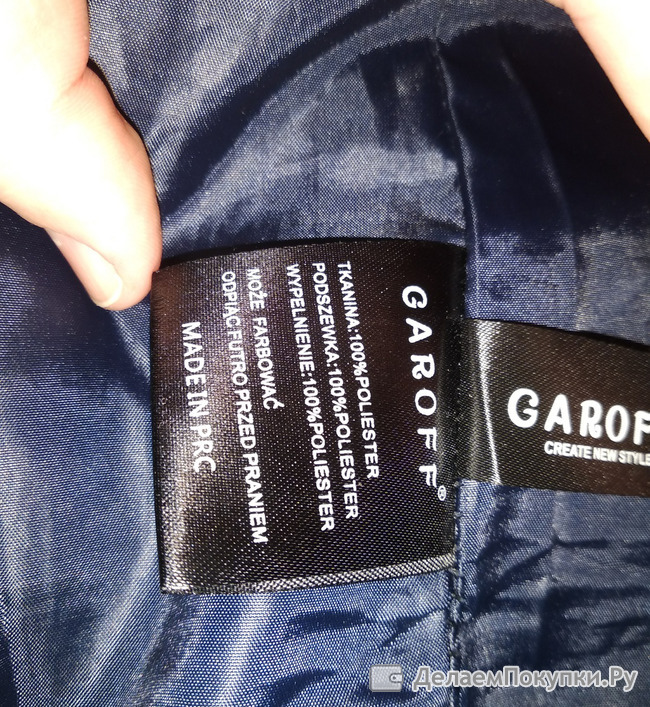 GAROFF®
TKANINA:100%POLIESTER
PODSZEWKA:100%POLIESTER
WYPEŁNIENIE:100%POLIESTER
MOŻE FARBOWAĆ
ODPIĄĆ FUTRO PRZED PRANIEM
MADE IN PRC
GAROF
CREATE NEW STYLE
ДелаемПокупки.Ру